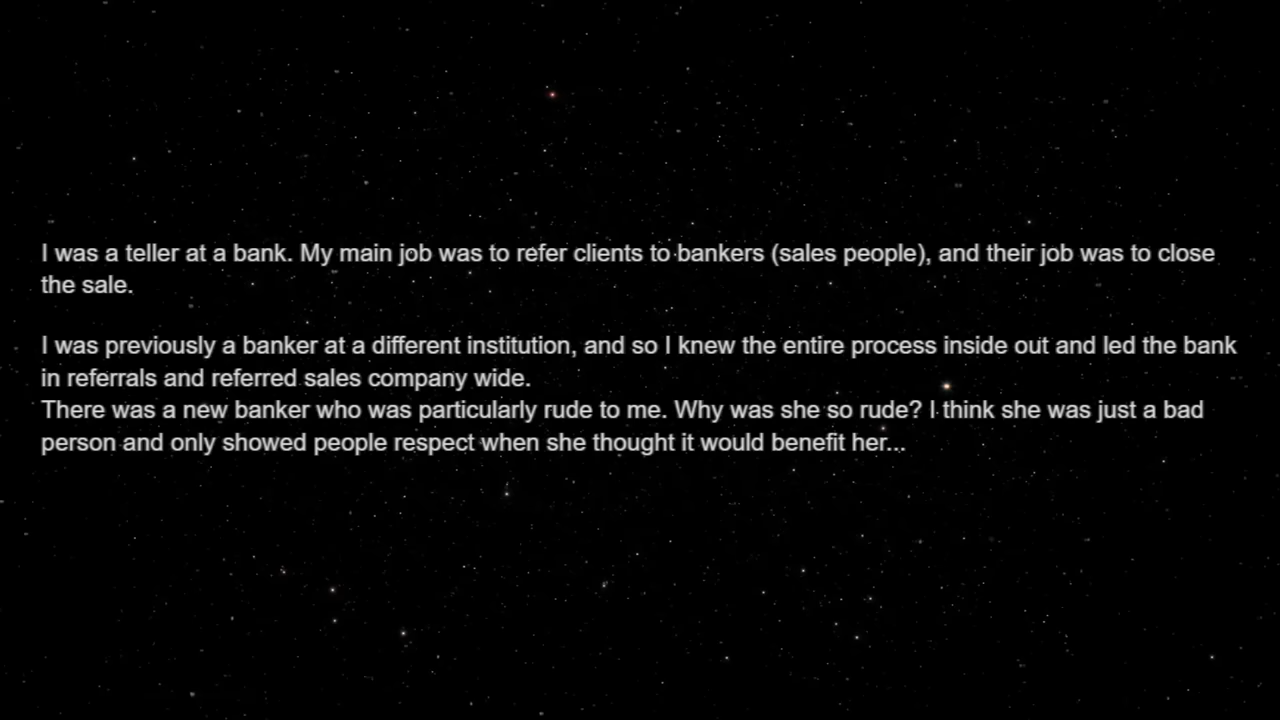 I was a teller at a bank. My main job was to refer clients to bankers (sales people), and their job was to close
the sale.
I was previously a banker at a different institution, and so I knew the entire process inside out and led the bank
in referrals and referred sales company wide.
There was a new banker who was particularly rude to me. Why was she so rude? I think she was just a bad
person and only showed people respect when she thought it would benefit her...